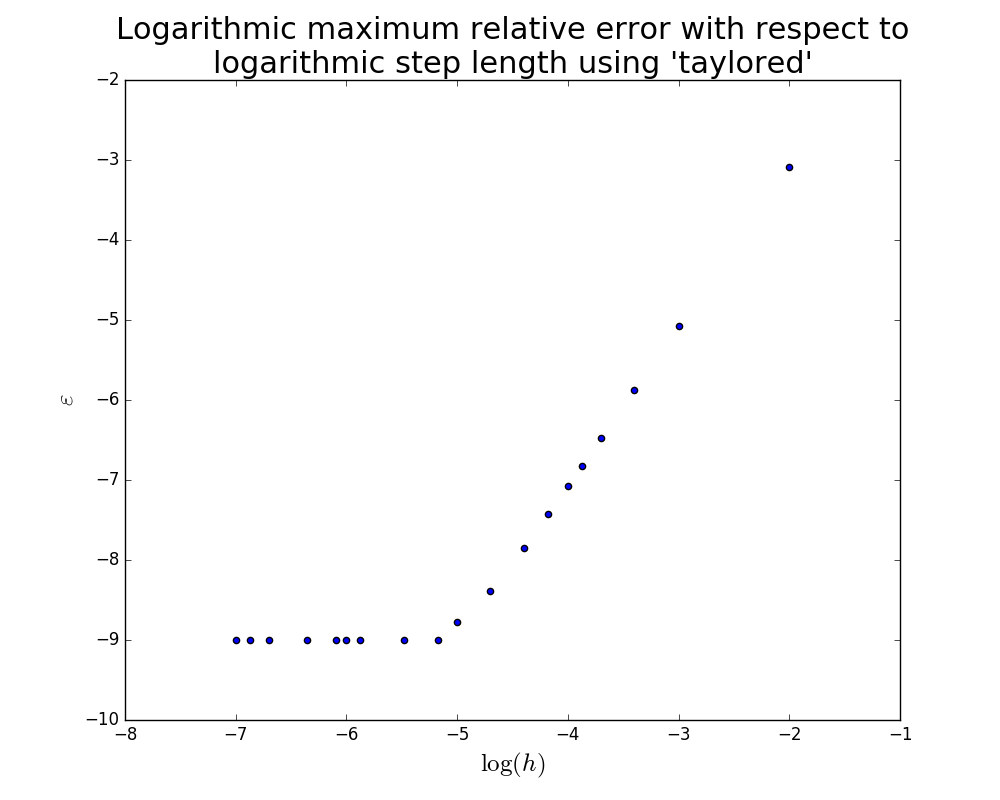 Logarithmic maximum relative error with respect to
logarithmic step length using 'taylored'
−2
−3
−4
−5
−6
−7
−8
−9
−10
ε
−8 −7 −6 −5 −4 −3 −2 −1
log(h)